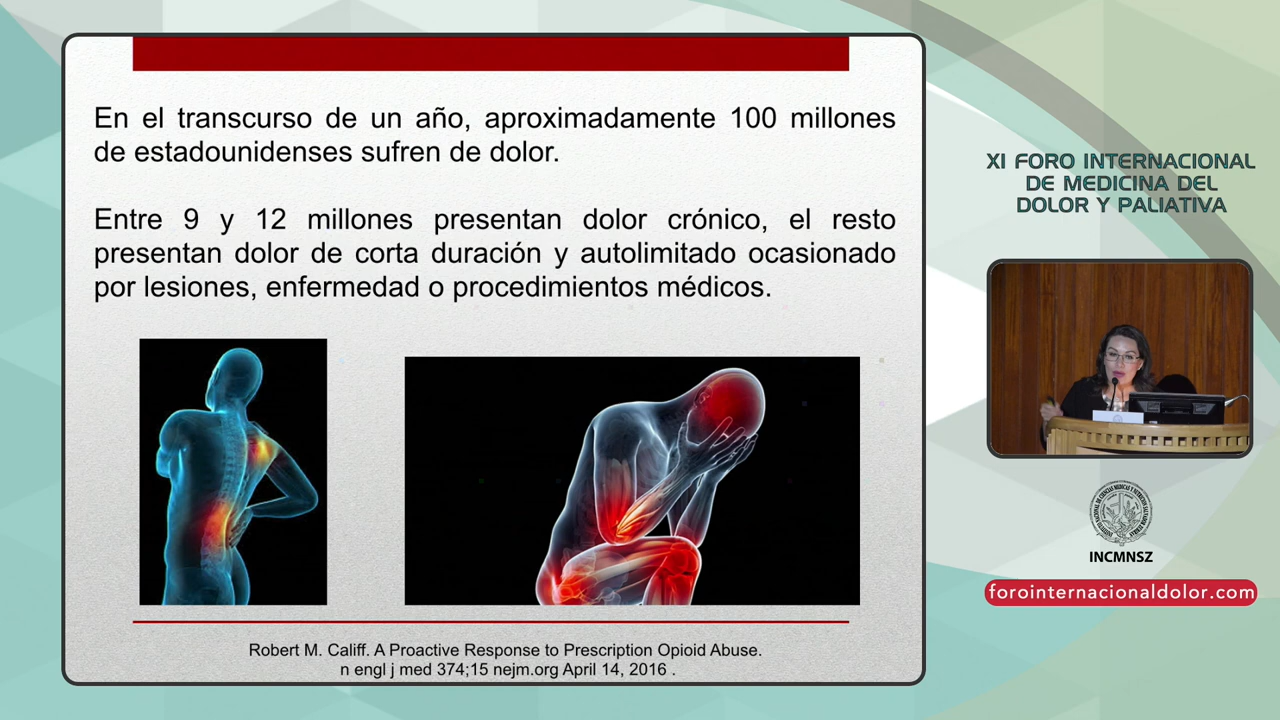 En el transcurso de un año, aproximadamente 100 millones
de estadounidenses sufren de dolor.
Entre 9 y 12 millones presentan dolor crónico, el resto
presentan dolor de corta duración y autolimitado ocasionado
por lesiones, enfermedad o procedimientos médicos.
Robert M. Califf. A Proactive Response to Prescription Opioid Abuse.
n engl j med 374;15 nejm.org April 14, 2016 .
XI FORO INTERNACIONAL
DE MEDICINA DEL
DOLOR Y PALIATIVA
INCMNSZ
forointernacionaldolor.com